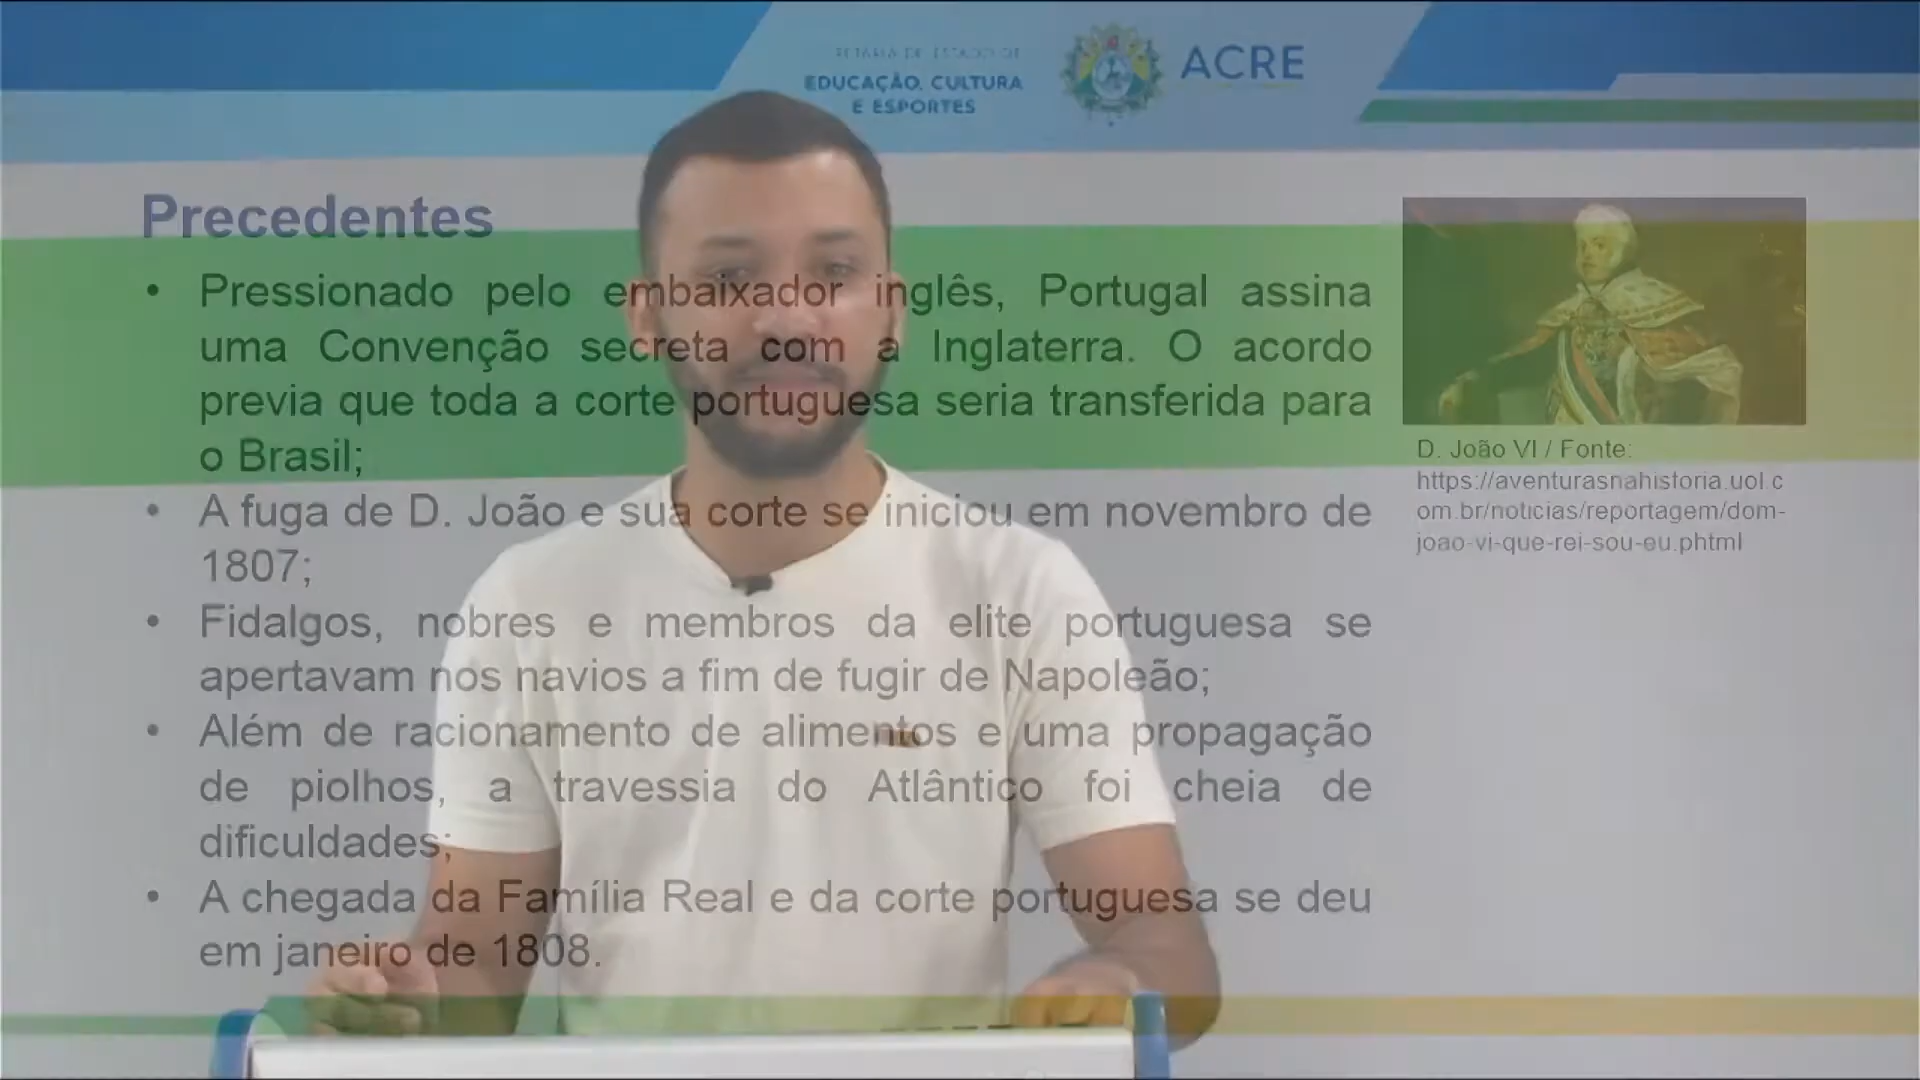 EDUCAÇÃO, CULTURA
E ESPORTES
ACRE
Precedentes
• Pressionado pelo embaixador inglês, Portugal assina
uma Convenção secreta com a Inglaterra. O acordo
previa que toda a corte portuguesa seria transferida para
o Brasil;
• A fuga de D. João e sua corte se iniciou em novembro de
1807;
• Fidalgos, nobres e membros da elite portuguesa se
apertavam nos navios a fim de fugir de Napoleão;
• Além de racionamento de alimentos e uma propagação
de piolhos, a travessia do Atlântico foi cheia de
dificuldades;
• A chegada da Família Real e da corte portuguesa se deu
em janeiro de 1808.
D. João VI / Fonte:
https://aventurasnahistoria.uol.c
om.br/noticias/reportagem/dom-
joao-vi-que-rei-sou-eu.phtml